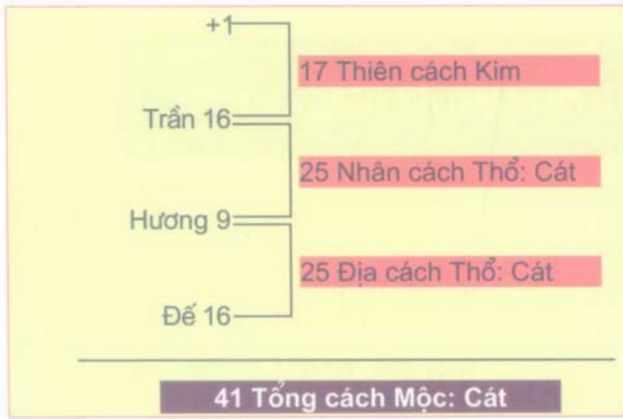 +1
17 Thiên cách Kim
Trần 16
25 Nhân cách Thổ: Cát
Hương 9
25 Địa cách Thổ: Cát
Đế 16
41 Tổng cách Mộc: Cát